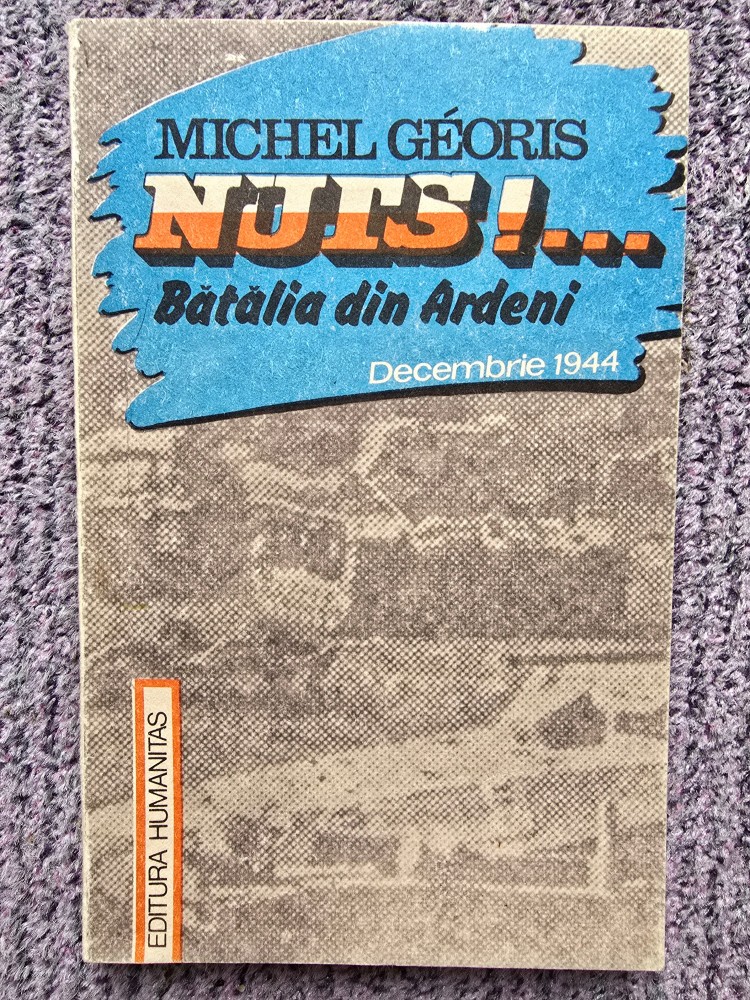 MICHEL GÉORIS
NUTS!...
Bătălia din Ardeni
Decembrie 1944
EDITURA HUMANITAS